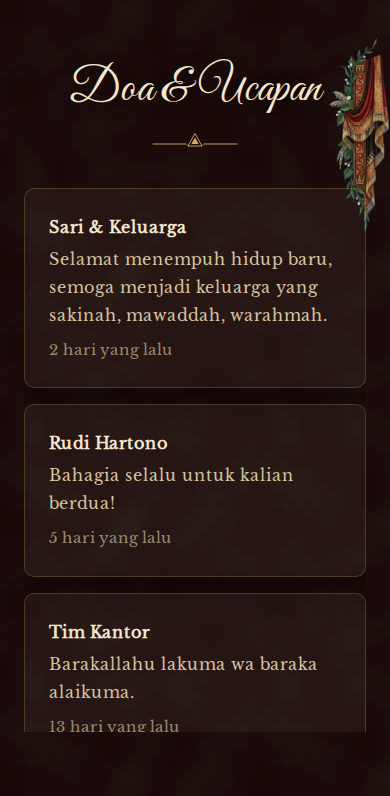 Doa & Ucapan
Sari & Keluarga
Selamat menempuh hidup baru,
semoga menjadi keluarga yang
sakinah, mawaddah, warahmah.
2 hari yang lalu
Rudi Hartono
Bahagia selalu untuk kalian
berdua!
5 hari yang lalu
Tim Kantor
Barakallahu lakuma wa baraka
alaikuma.
13 hari yang lalu